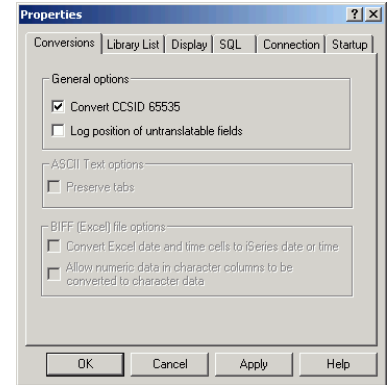 Properties
Conversions Library List Display SQL Connection Startup
General options
Convert CCSID 65535
Log position of untranslatable fields
ASCII Text options
Preserve tabs
BIFF (Excel) file options
Convert Excel date and time cells to iSeries date or time
Allow numeric data in character columns to be
converted to character data
OK Cancel Apply Help